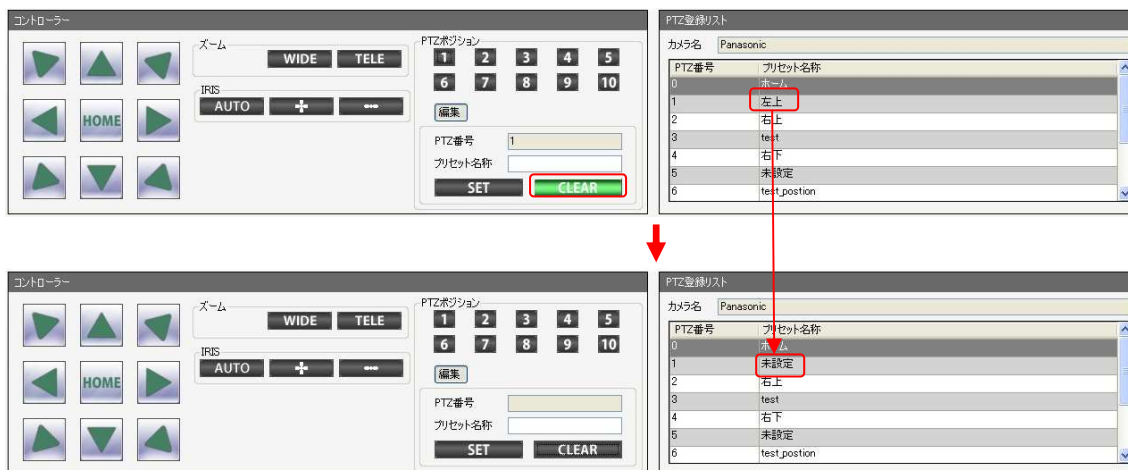 コントローラー
ズーム
WIDE TELE
IRIS
AUTO
HOME
PTZポジション
1 2 3 4 5
6 7 8 9 10
編集
PTZ番号 1
プリセット名称
SET CLEAR
PTZ登録リスト
カメラ名 Panasonic
PTZ番号 プリセット名称
0 ホーム
1 左上
2 右上
3 test
4 右下
5 未設定
6 test_postion
コントローラー
ズーム
WIDE TELE
IRIS
AUTO
HOME
PTZポジション
1 2 3 4 5
6 7 8 9 10
編集
PTZ番号
プリセット名称
SET CLEAR
PTZ登録リスト
カメラ名 Panasonic
PTZ番号 プリセット名称
0 ホーム
1 未設定
2 右上
3 test
4 右下
5 未設定
6 test_postion